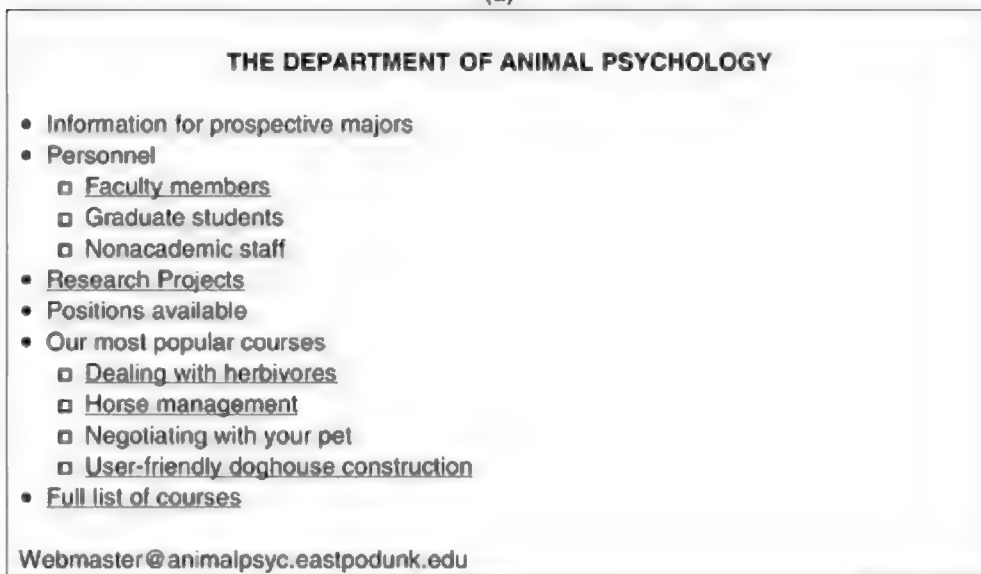 THE DEPARTMENT OF ANIMAL PSYCHOLOGY
• Information for prospective majors
• Personnel
□ Faculty members
□ Graduate students
□ Nonacademic staff
• Research Projects
• Positions available
• Our most popular courses
□ Dealing with herbivores
□ Horse management
□ Negotiating with your pet
□ User-friendly doghouse construction
• Full list of courses
Webmaster@animalpsyc.eastpodunk.edu